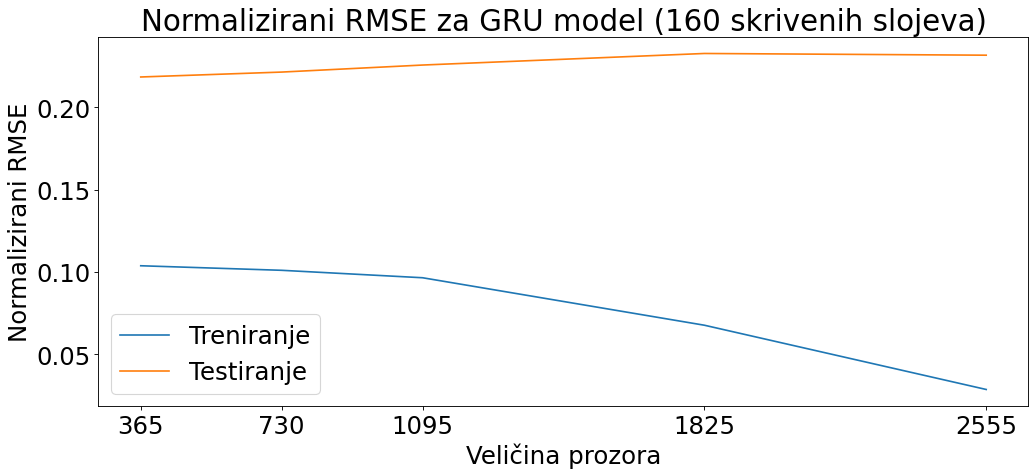 Normalizirani RMSE za GRU model (160 skrivenih slojeva)
Normalizirani RMSE
0.20
0.15
0.10
0.05
Treniranje
Testiranje
365 730 1095 1825 2555
Veličina prozora